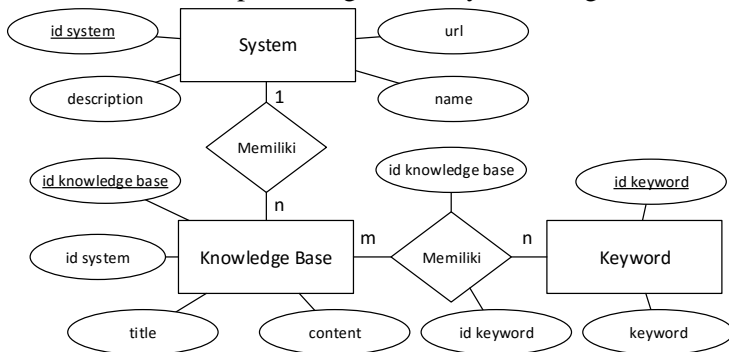 id system
System
url
description
name
1
Memiliki
n
id knowledge base
id knowledge base
id keyword
m
n
id system
Knowledge Base
Memiliki
Keyword
title
content
id keyword
keyword